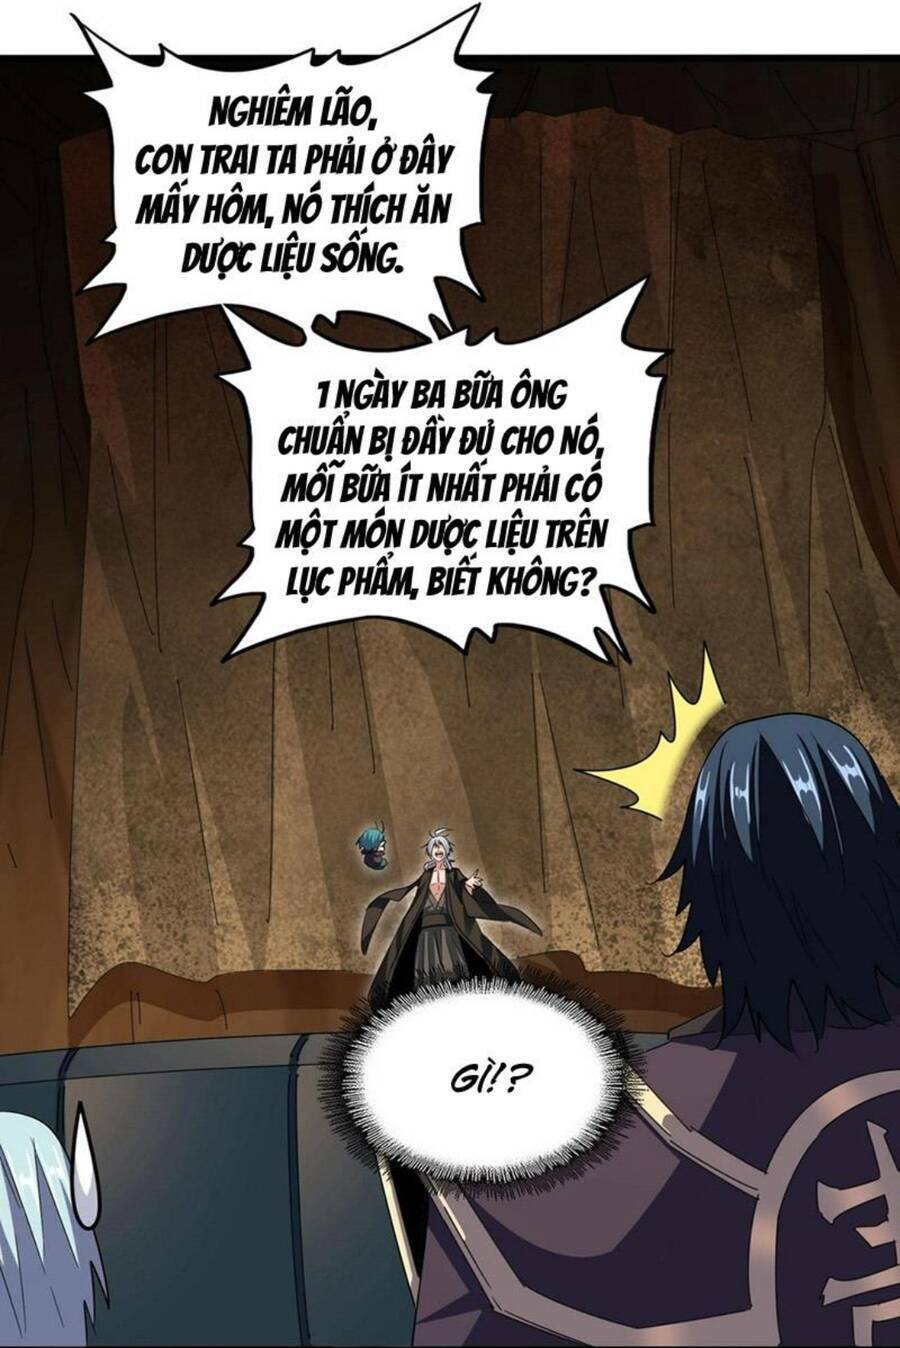 NGHIÊM LÃO,
CON TRAI TA PHẢI Ở ĐÂY
MẤY HÔM, NÓ THÍCH ĂN
DƯỢC LIỆU SỐNG.
1 NGÀY BA BỮA ÔNG
CHUẨN BỊ ĐẦY ĐỦ CHO NÓ,
MỖI BỮA ÍT NHẤT PHẢI CÓ
MỘT MÓN DƯỢC LIỆU TRÊN
LỤC PHẨM, BIẾT KHÔNG?
GÌ!?